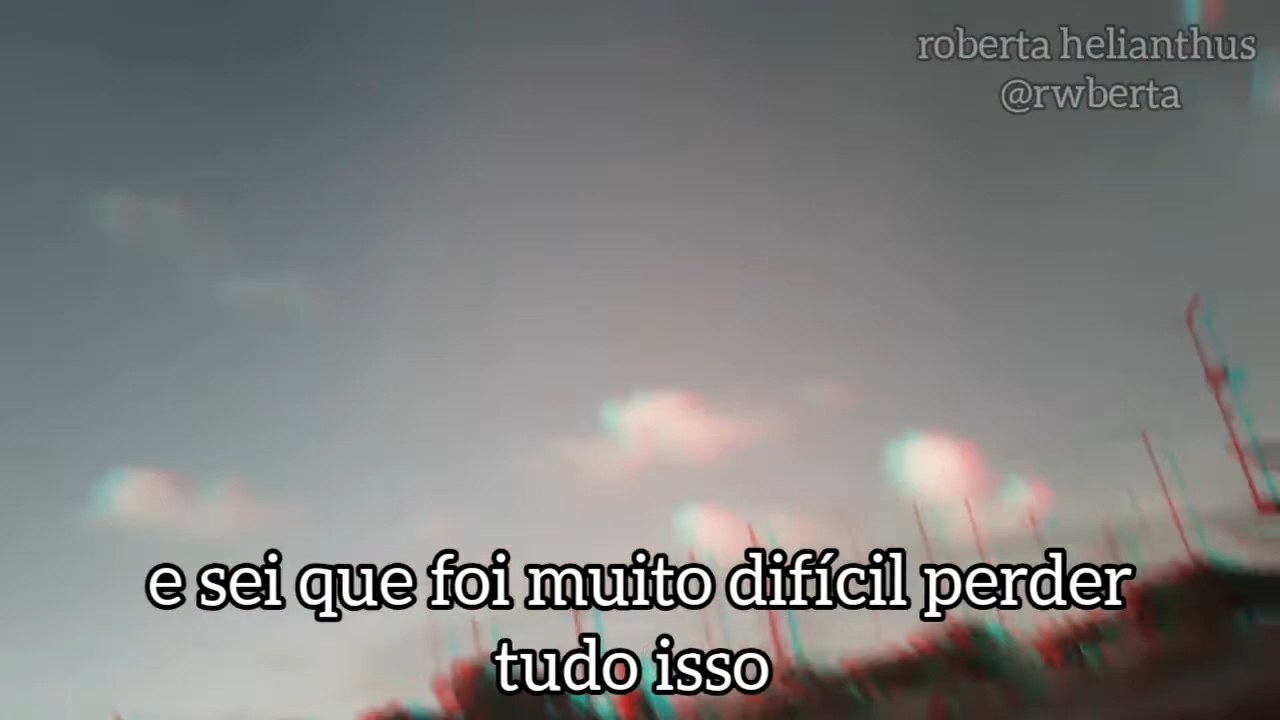 roberta helianthus
@rwberta
e sei que foi muito difícil perder
tudo isso